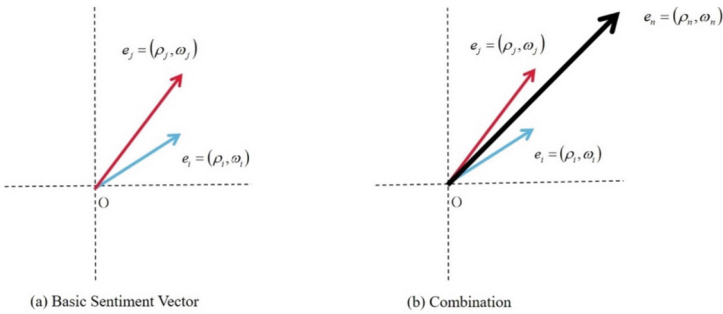 e_j = (ρ_j, ω_j)
e_i = (ρ_i, ω_i)
O
(a) Basic Sentiment Vector
e_n = (ρ_n, ω_n)
e_j = (ρ_j, ω_j)
e_i = (ρ_i, ω_i)
O
(b) Combination